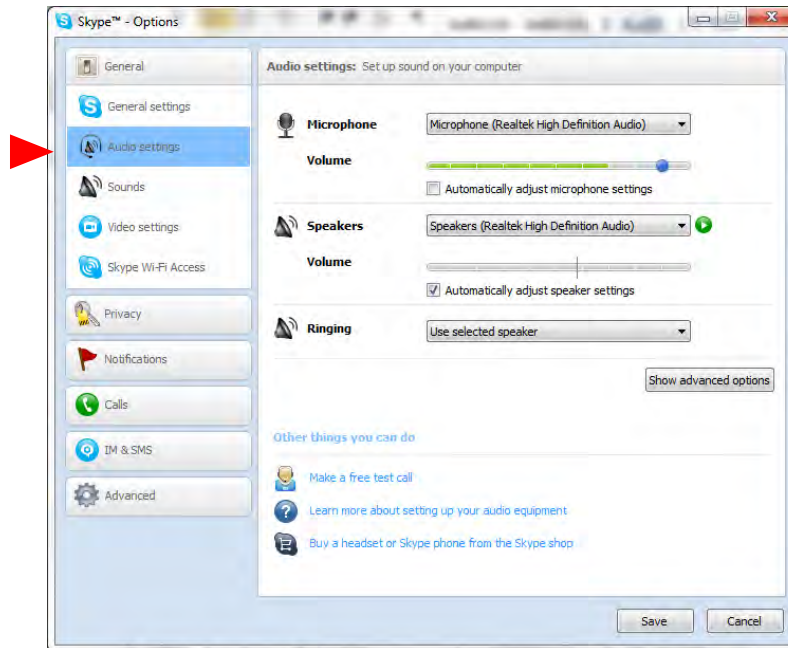 Skype™ - Options
General
General settings
Audio settings
Sounds
Video settings
Skype Wi-Fi Access
Privacy
Notifications
Calls
IM & SMS
Advanced
Audio settings: Set up sound on your computer
Microphone
Microphone (Realtek High Definition Audio)
Volume
Automatically adjust microphone settings
Speakers
Speakers (Realtek High Definition Audio)
Volume
Automatically adjust speaker settings
Ringing
Use selected speaker
Show advanced options
Other things you can do
Make a free test call
Learn more about setting up your audio equipment
Buy a headset or Skype phone from the Skype shop
Save
Cancel